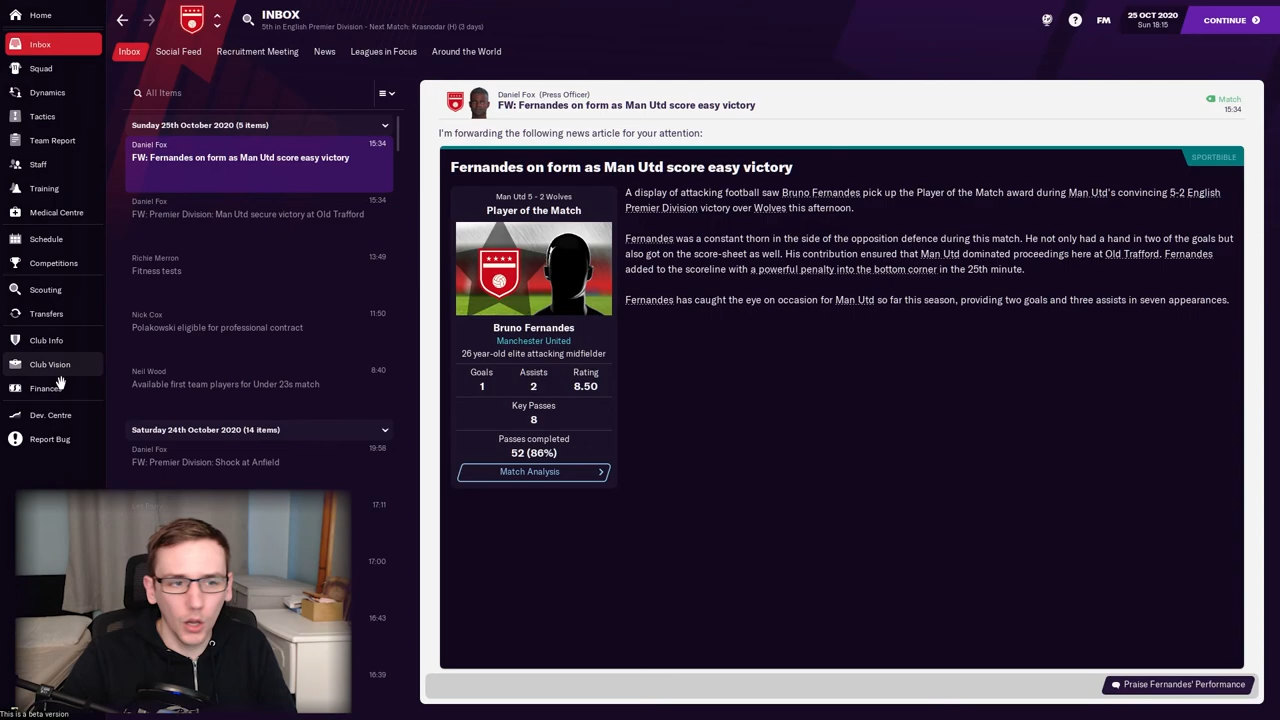 Home
Inbox
Squad
Dynamics
Tactics
Team Report
Staff
Training
Medical Centre
Schedule
Competitions
Scouting
Transfers
Club Info
Club Vision
Finances
Dev. Centre
Report Bug
This is a beta version
INBOX
5th in English Premier Division - Next Match: Krasnodar (H) (3 days)
FM
25 OCT 2020
Sun 18:15
CONTINUE
Inbox
Social Feed
Recruitment Meeting
News
Leagues in Focus
Around the World
All Items
Sunday 25th October 2020 (5 items)
Daniel Fox 15:34
FW: Fernandes on form as Man Utd score easy victory
Daniel Fox 15:34
FW: Premier Division: Man Utd secure victory at Old Trafford
Richie Merron 13:49
Fitness tests
Nick Cox 11:50
Polakowski eligible for professional contract
Neil Wood 8:40
Available first team players for Under 23s match
Saturday 24th October 2020 (14 items)
Daniel Fox 19:58
FW: Premier Division: Shock at Anfield
17:11
17:00
16:43
16:39
Daniel Fox (Press Officer)
FW: Fernandes on form as Man Utd score easy victory
Match
15:34
I'm forwarding the following news article for your attention:
SPORTBIBLE
Fernandes on form as Man Utd score easy victory
Man Utd 5 - 2 Wolves
Player of the Match
Bruno Fernandes
Manchester United
26 year-old elite attacking midfielder
Goals Assists Rating
1 2 8.50
Key Passes
8
Passes completed
52 (86%)
Match Analysis
A display of attacking football saw Bruno Fernandes pick up the Player of the Match award during Man Utd's convincing 5-2 English
Premier Division victory over Wolves this afternoon.
Fernandes was a constant thorn in the side of the opposition defence during this match. He not only had a hand in two of the goals but
also got on the score-sheet as well. His contribution ensured that Man Utd dominated proceedings here at Old Trafford. Fernandes
added to the scoreline with a powerful penalty into the bottom corner in the 25th minute.
Fernandes has caught the eye on occasion for Man Utd so far this season, providing two goals and three assists in seven appearances.
Praise Fernandes' Performance